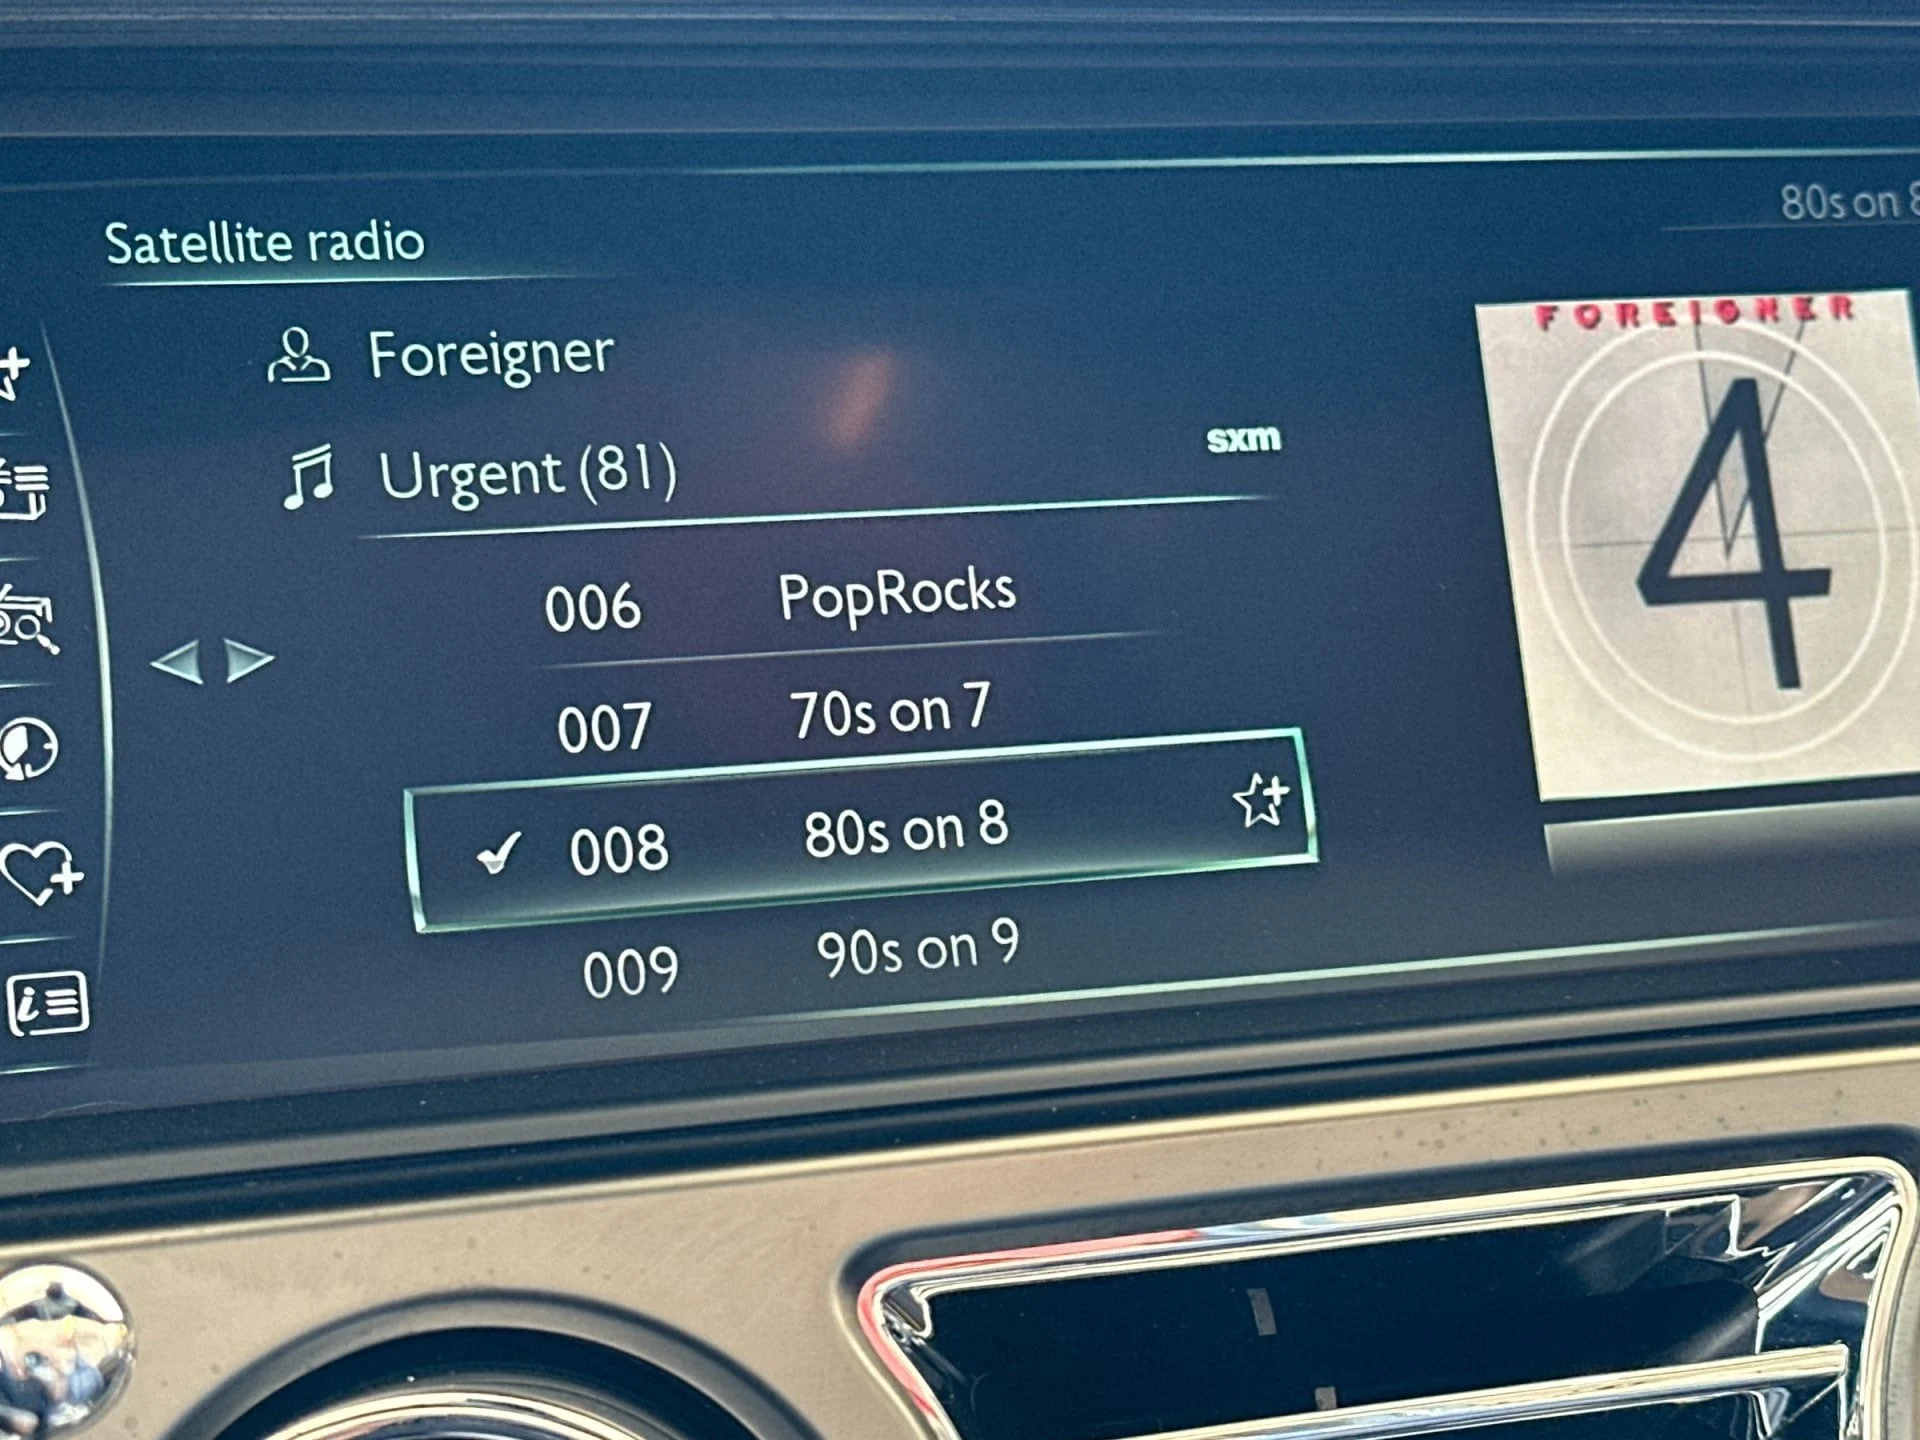 Satellite radio
80s on 8
Foreigner
Urgent (81)
sxm
FOREIGNER
4
006 PopRocks
007 70s on 7
008 80s on 8
009 90s on 9